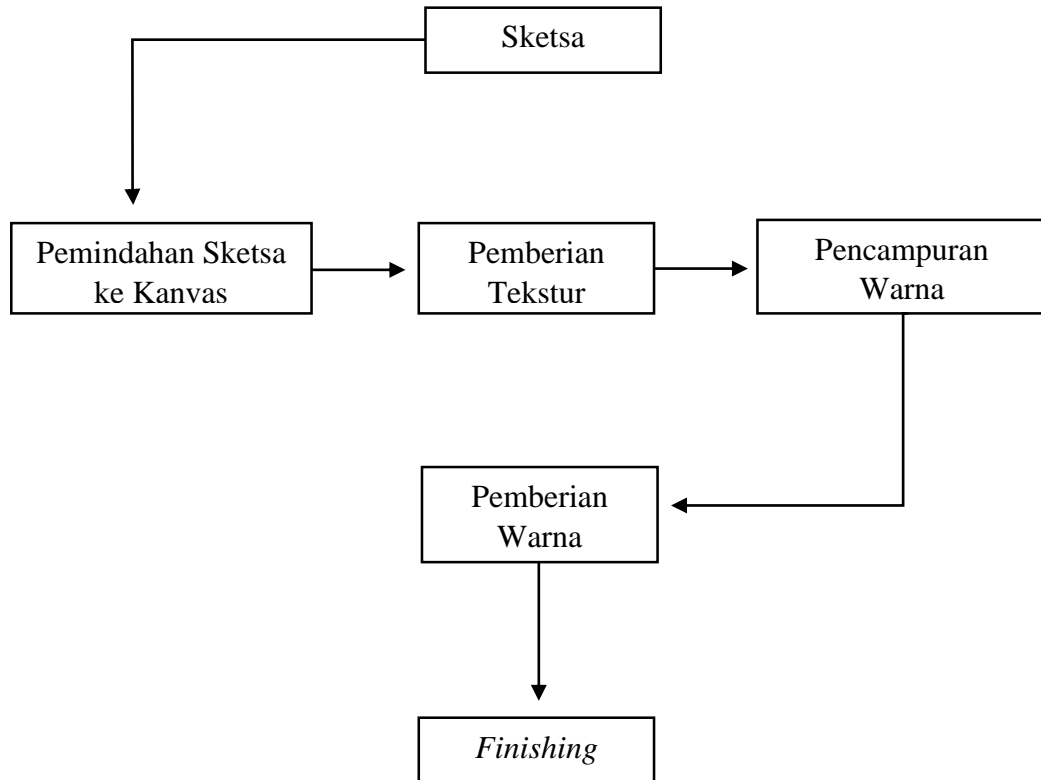 Sketsa
Pemindahan Sketsa
ke Kanvas
Pemberian
Tekstur
Pencampuran
Warna
Pemberian
Warna
Finishing